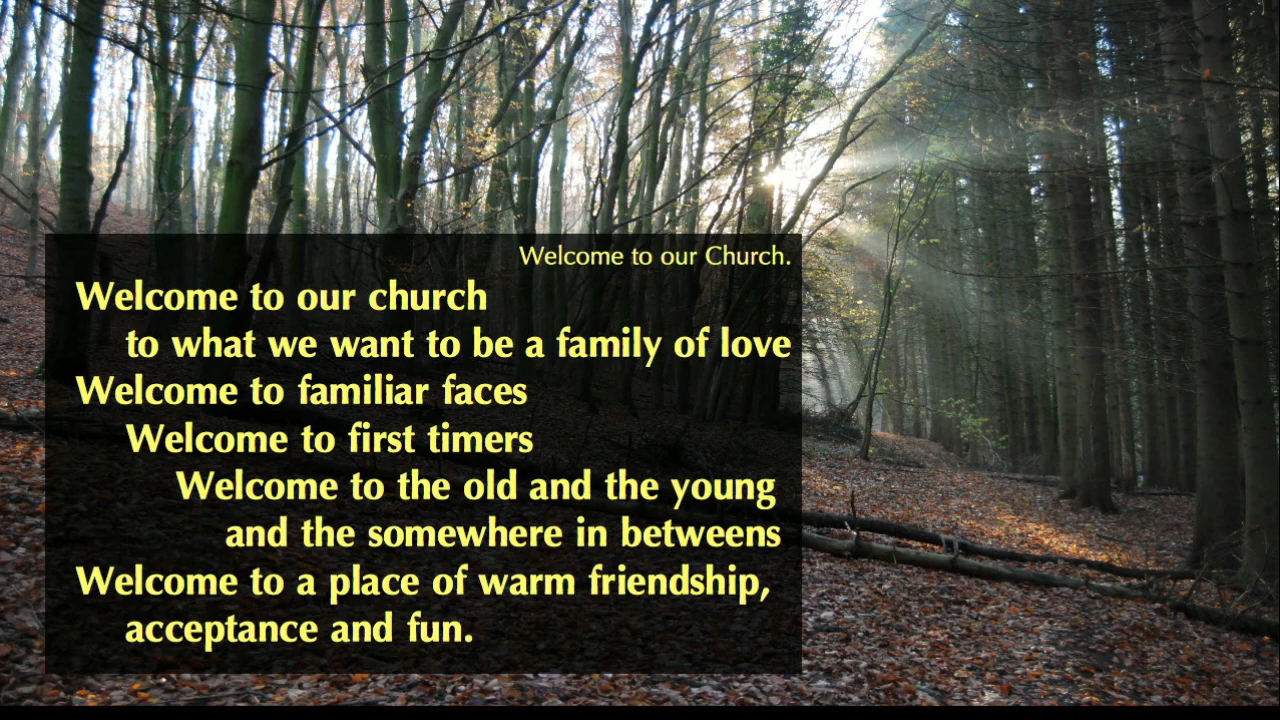 Welcome to our Church.
Welcome to our church
to what we want to be a family of love
Welcome to familiar faces
Welcome to first timers
Welcome to the old and the young
and the somewhere in betweens
Welcome to a place of warm friendship,
acceptance and fun.